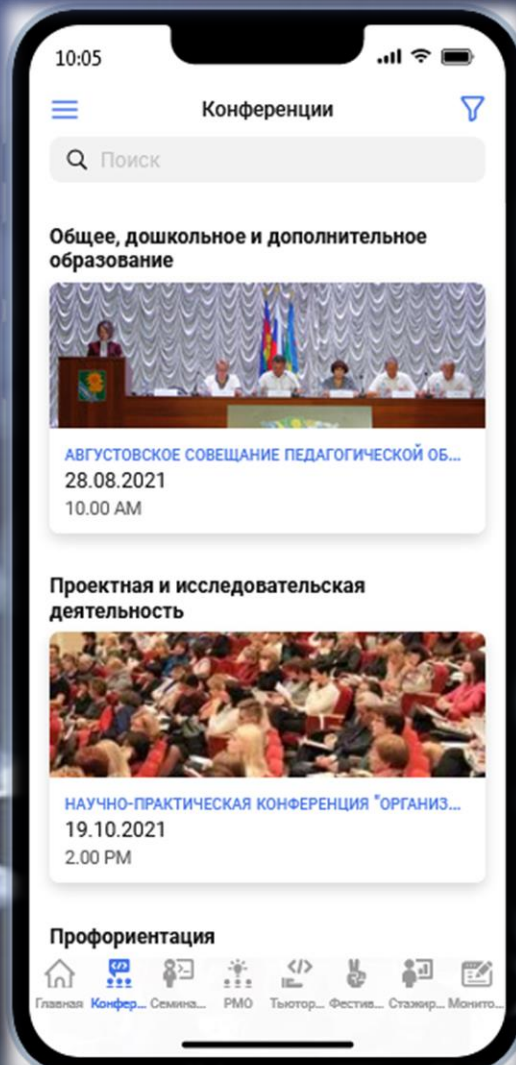 10:05
Конференции
Поиск
Общее, дошкольное и дополнительное
образование
АВГУСТОВСКОЕ СОВЕЩАНИЕ ПЕДАГОГИЧЕСКОЙ ОБ...
28.08.2021
10.00 AM
Проектная и исследовательская
деятельность
НАУЧНО-ПРАКТИЧЕСКАЯ КОНФЕРЕНЦИЯ "ОРГАНИЗ...
19.10.2021
2.00 PM
Профориентация
Главная Конфер... Семина... РМО Тьютор... Фестив... Стажир... Монито...